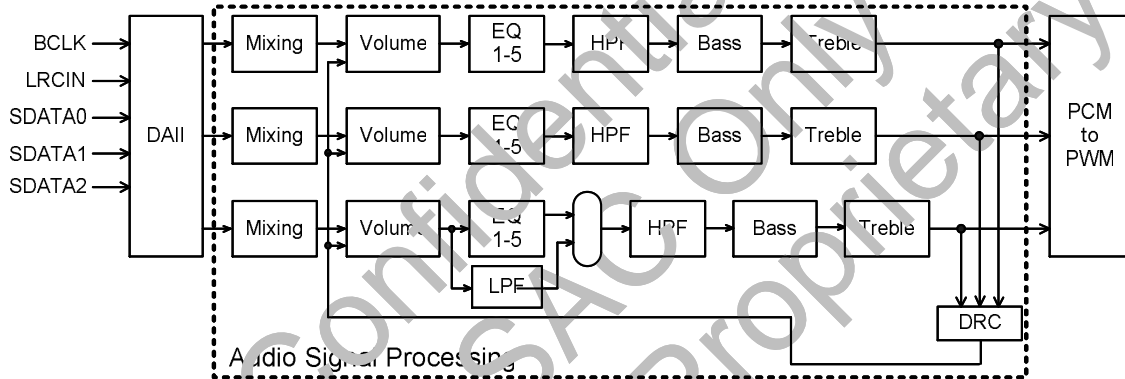 BCLK
LRCIN
SDATA0
SDATA1
SDATA2
DAII
Mixing
Volume
EQ
1-5
HPF
Bass
Treble
Mixing
Volume
EQ
1-5
HPF
Bass
Treble
Mixing
Volume
EQ
1-5
LPF
HPF
Bass
Treble
DRC
PCM
to
PWM
Audio Signal Processing
Confidential
SAC Only
Proprietary